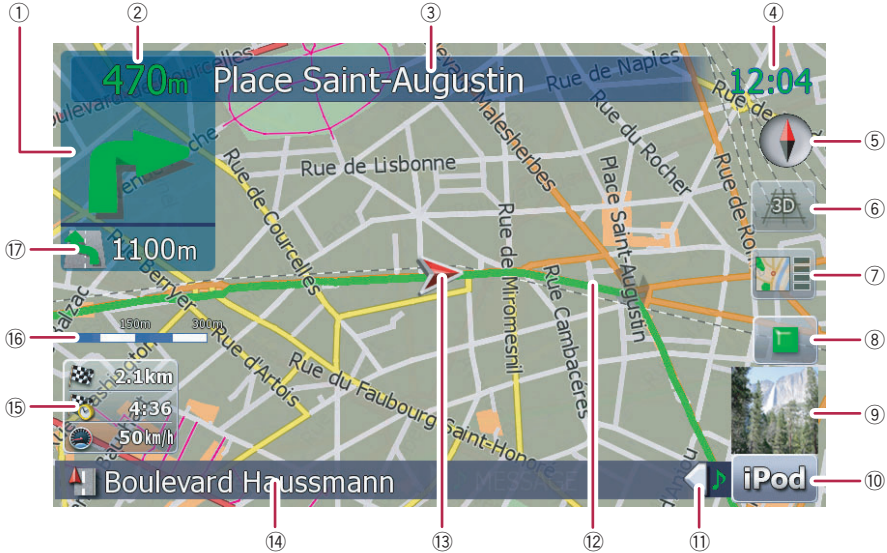 ① ② ③ ④
470m Place Saint-Augustin 12:04
Rue de Naples
Rue de Lisbonne
Malesherbes
Rue du Rocher
Place Saint-Augustin
Rue de Courcelles
⑤
3D ⑥
⑰ 1100m
⑦
Rue de Miromesnil
Rue Cambacérès
Berryer
Balzac
⑧
⑯ 150m 300m
Rue d'Artois
Rue du Faubourg Saint-Honoré
⑮ 2.1km
4:36
50km/h
⑨
Boulevard Haussmann MESSAGE iPod ⑩
⑭ ⑬ ⑫ ⑪